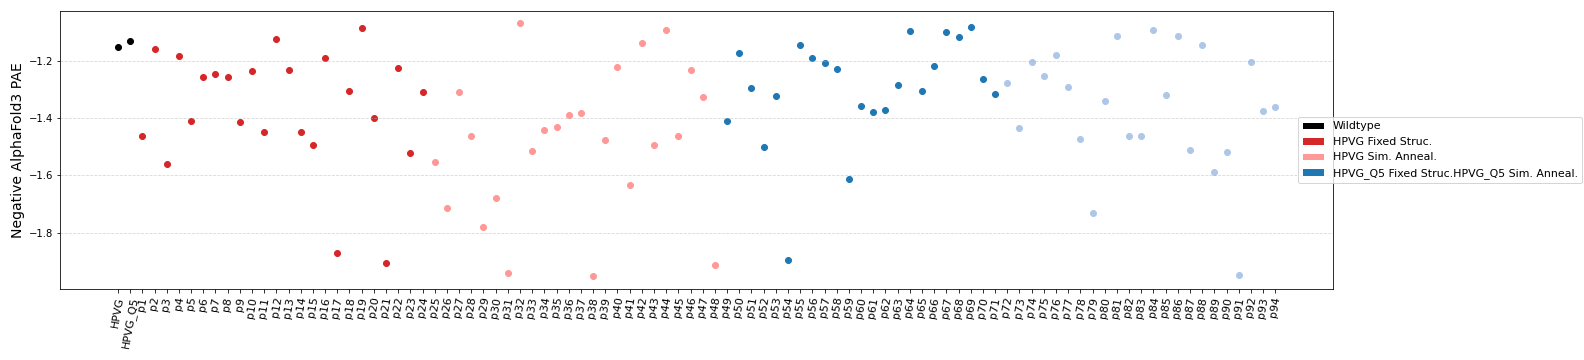 Negative AlphaFold3 PAE
−1.2
−1.4
−1.6
−1.8
HPVG HPVG_Q5 p1 p2 p3 p4 p5 p6 p7 p8 p9 p10 p11 p12 p13 p14 p15 p16 p17 p18 p19 p20 p21 p22 p23 p24 p25 p26 p27 p28 p29 p30 p31 p32 p33 p34 p35 p36 p37 p38 p39 p40 p41 p42 p43 p44 p45 p46 p47 p48 p49 p50 p51 p52 p53 p54 p55 p56 p57 p58 p59 p60 p61 p62 p63 p64 p65 p66 p67 p68 p69 p70 p71 p72 p73 p74 p75 p76 p77 p78 p79 p80 p81 p82 p83 p84 p85 p86 p87 p88 p89 p90 p91 p92 p93 p94
Wildtype
HPVG Fixed Struc.
HPVG Sim. Anneal.
HPVG_Q5 Fixed Struc.HPVG_Q5 Sim. Anneal.